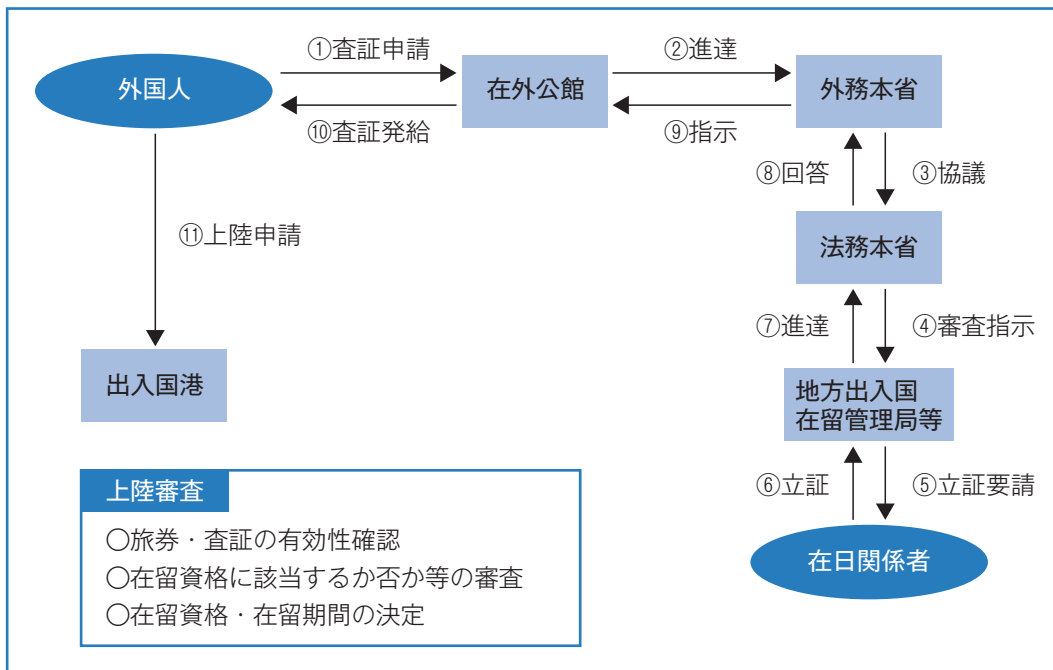 ①査証申請
②進達
外国人
在外公館
外務本省
⑩査証発給
⑨指示
⑧回答
③協議
⑪上陸申請
法務本省
⑦進達
④審査指示
出入国港
地方出入国
在留管理局等
⑥立証
⑤立証要請
在日関係者
上陸審査
○旅券・査証の有効性確認
○在留資格に該当するか否か等の審査
○在留資格・在留期間の決定